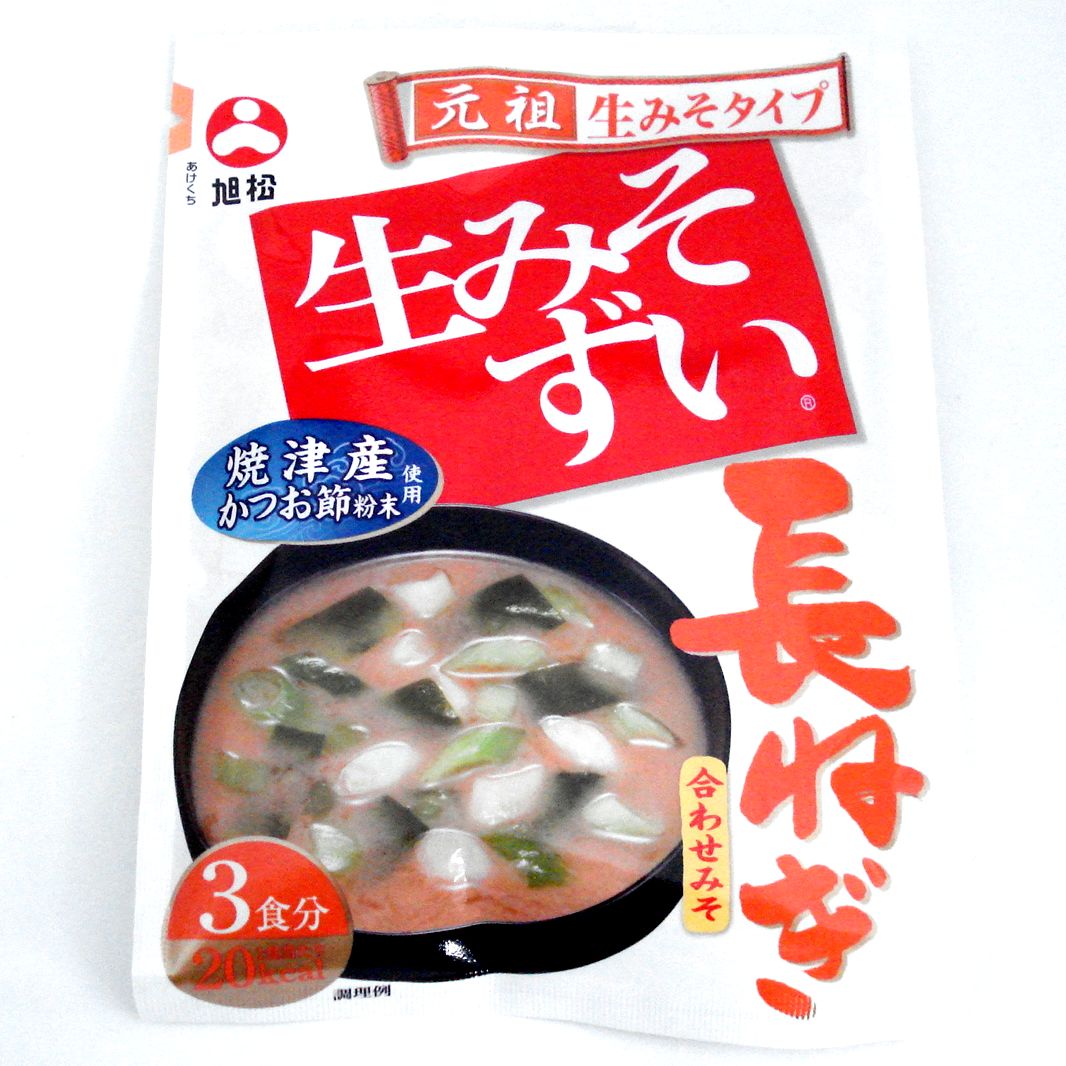 元祖 生みそタイプ
旭松
あけくち
生みそずい
®
焼津産
かつお節粉末
使用
長ねぎ
合わせみそ
3食分
20kcal
調理例